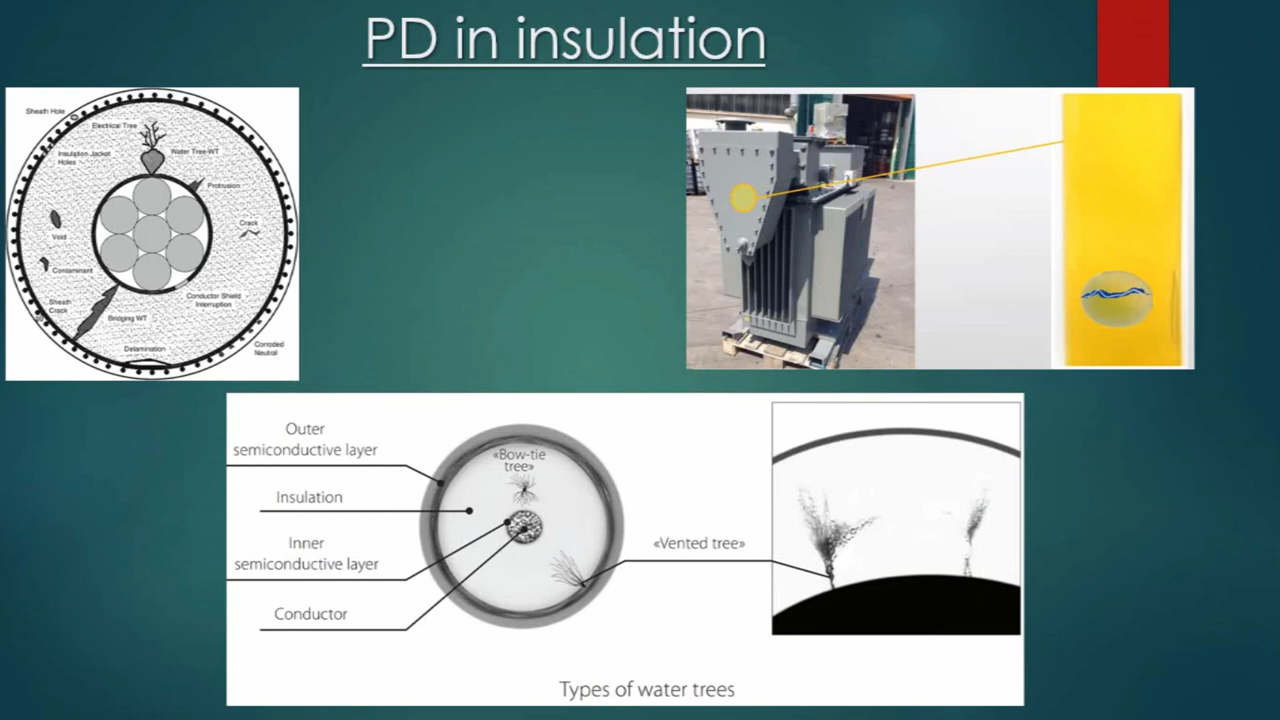 PD in insulation
Sheath Hole
Electrical Tree
Insulation Jacket
Holes
Water Tree-WT
Protrusion
Crack
Void
Contaminant
Sheath
Crack
Conductor Shield
Interruption
Bridging WT
Delamination
Corroded
Neutral
Outer
semiconductive layer
Insulation
Inner
semiconductive layer
Conductor
«Bow-tie
tree»
«Vented tree»
Types of water trees